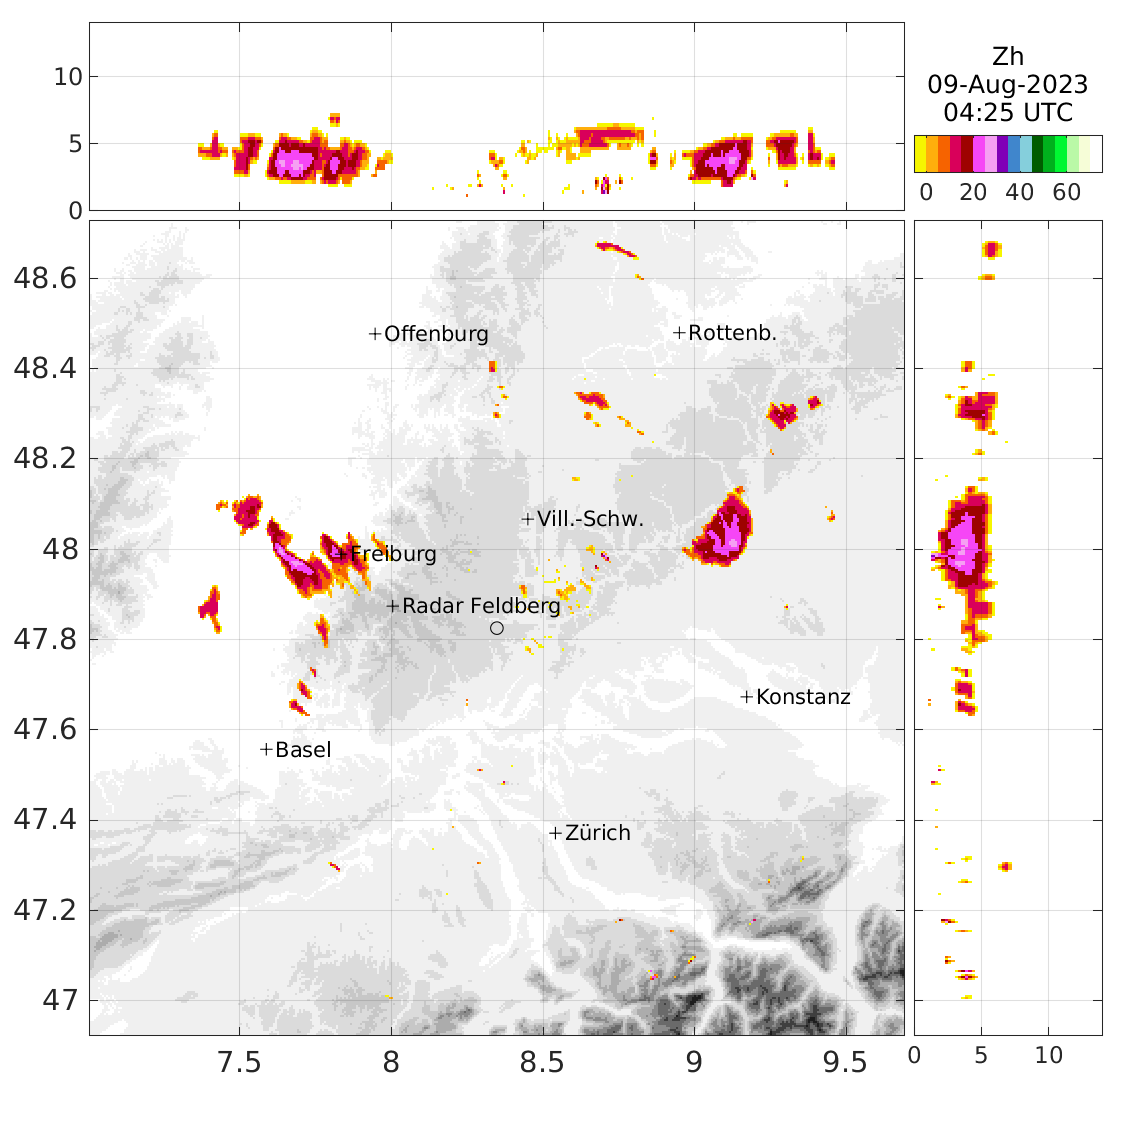 Zh
09-Aug-2023
04:25 UTC
0 20 40 60
10
5
0
48.6
48.4
48.2
48
47.8
47.6
47.4
47.2
47
+Offenburg
+Rottenb.
+Vill.-Schw.
+Freiburg
+Radar Feldberg
+Konstanz
+Basel
+Zürich
7.5 8 8.5 9 9.5
0 5 10